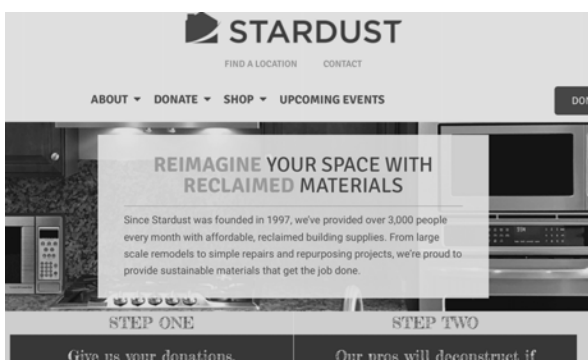 STARDUST
FIND A LOCATION CONTACT
ABOUT DONATE SHOP UPCOMING EVENTS
DON
REIMAGINE YOUR SPACE WITH
RECLAIMED MATERIALS
Since Stardust was founded in 1997, we've provided over 3,000 people
every month with affordable, reclaimed building supplies. From large
scale remodels to simple repairs and repurposing projects, we're proud to
provide sustainable materials that get the job done.
STEP ONE STEP TWO
Give us your donations. Our pros will deconstruct if